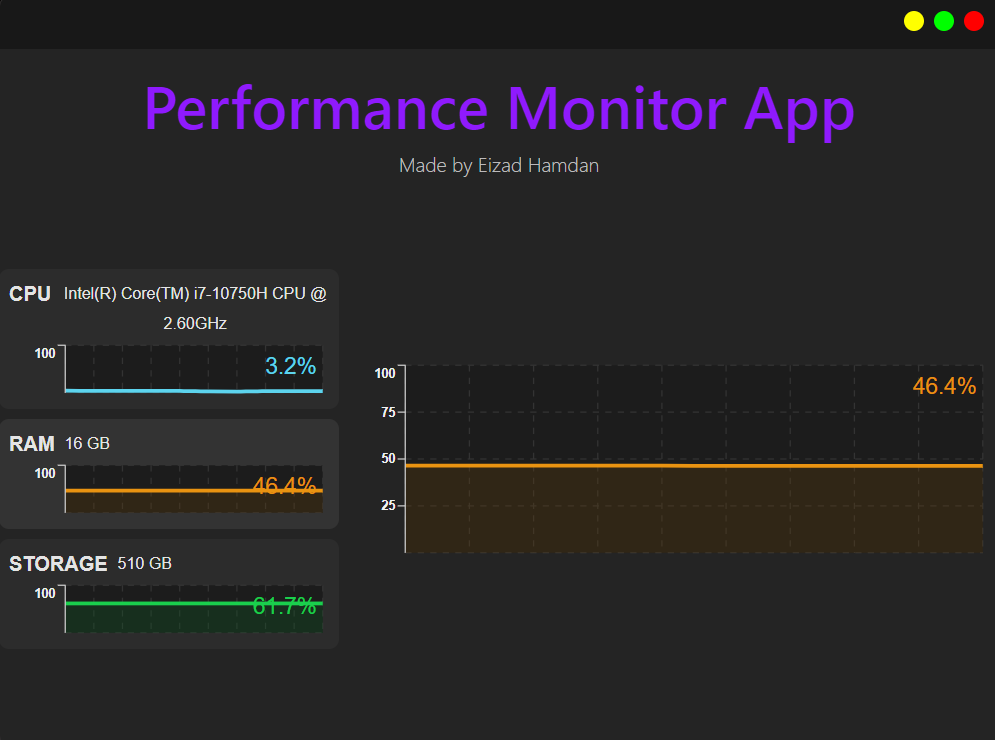 Performance Monitor App
Made by Eizad Hamdan
CPU Intel(R) Core(TM) i7-10750H CPU @
2.60GHz
100
3.2%
RAM 16 GB
100
46.4%
STORAGE 510 GB
100
61.7%
100
46.4%
75
50
25